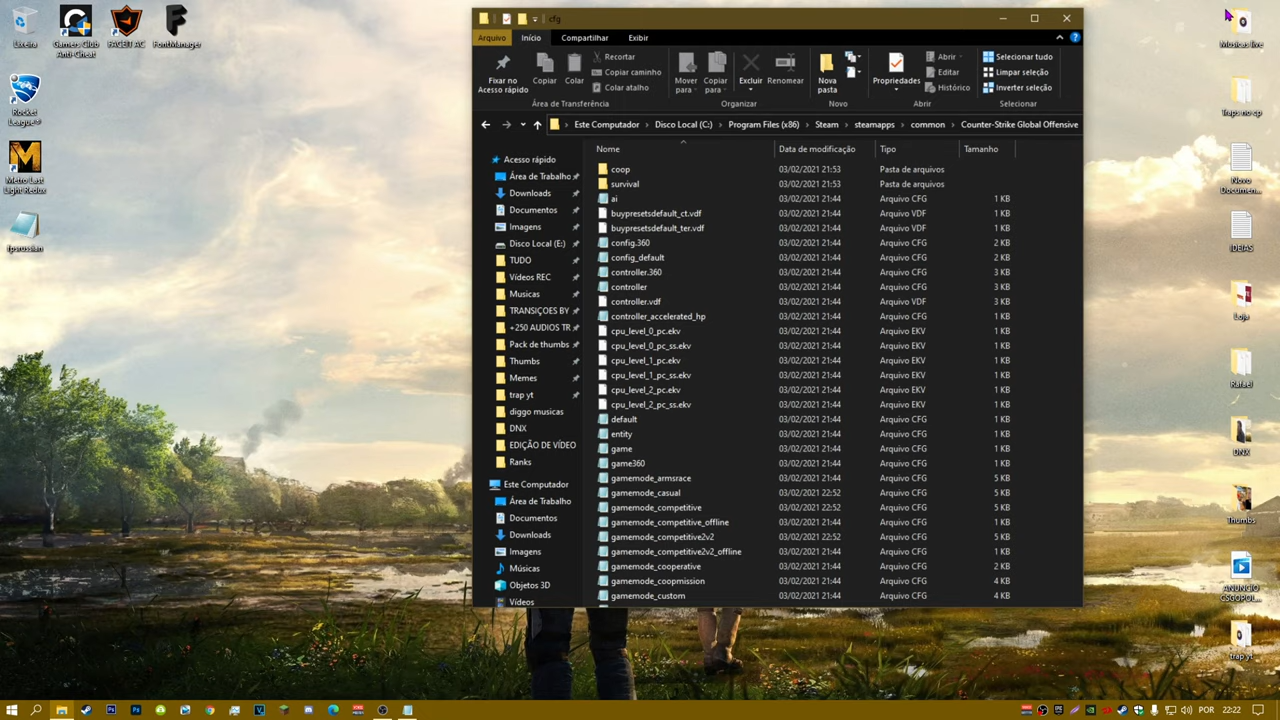 Lixeira
Gamers Club Anti-Cheat
FACEIT AC
FontManager
Rocket League®
Metro Last Light Redux
fpsrussian
cfg
Arquivo
Início
Compartilhar
Exibir
Fixar no Acesso rápido
Copiar
Colar
Recortar
Copiar caminho
Colar atalho
Mover para
Copiar para
Excluir
Renomear
Nova pasta
Propriedades
Abrir
Editar
Histórico
Selecionar tudo
Limpar seleção
Inverter seleção
Área de Transferência
Organizar
Novo
Abrir
Selecionar
Este Computador > Disco Local (C:) > Program Files (x86) > Steam > steamapps > common > Counter-Strike Global Offensive
Nome
Data de modificação
Tipo
Tamanho
Acesso rápido
Área de Trabalho
Downloads
Documentos
Imagens
Disco Local (E:)
TUDO
Vídeos REC
Musicas
TRANSIÇOES BY
+250 AUDIOS TR
Pack de thumbs
Thumbs
Memes
trap yt
diggo musicas
DNX
EDIÇÃO DE VÍDEO
Ranks
Este Computador
Área de Trabalho
Documentos
Downloads
Imagens
Músicas
Objetos 3D
Vídeos
coop 03/02/2021 21:53 Pasta de arquivos
survival 03/02/2021 21:53 Pasta de arquivos
ai 03/02/2021 21:44 Arquivo CFG 1 KB
buypresetsdefault_ct.vdf 03/02/2021 21:44 Arquivo VDF 1 KB
buypresetsdefault_ter.vdf 03/02/2021 21:44 Arquivo VDF 1 KB
config.360 03/02/2021 21:44 Arquivo CFG 2 KB
config_default 03/02/2021 21:44 Arquivo CFG 2 KB
controller.360 03/02/2021 21:44 Arquivo CFG 3 KB
controller 03/02/2021 21:44 Arquivo CFG 3 KB
controller.vdf 03/02/2021 21:44 Arquivo VDF 3 KB
controller_accelerated_hp 03/02/2021 21:44 Arquivo CFG 1 KB
cpu_level_0_pc.ekv 03/02/2021 21:44 Arquivo EKV 1 KB
cpu_level_0_pc_ss.ekv 03/02/2021 21:44 Arquivo EKV 1 KB
cpu_level_1_pc.ekv 03/02/2021 21:44 Arquivo EKV 1 KB
cpu_level_1_pc_ss.ekv 03/02/2021 21:44 Arquivo EKV 1 KB
cpu_level_2_pc.ekv 03/02/2021 21:44 Arquivo EKV 1 KB
cpu_level_2_pc_ss.ekv 03/02/2021 21:44 Arquivo EKV 1 KB
default 03/02/2021 21:44 Arquivo CFG 1 KB
entity 03/02/2021 21:44 Arquivo CFG 1 KB
game 03/02/2021 21:44 Arquivo CFG 1 KB
game360 03/02/2021 21:44 Arquivo CFG 1 KB
gamemode_armsrace 03/02/2021 21:44 Arquivo CFG 5 KB
gamemode_casual 03/02/2021 22:52 Arquivo CFG 5 KB
gamemode_competitive 03/02/2021 22:52 Arquivo CFG 5 KB
gamemode_competitive_offline 03/02/2021 21:44 Arquivo CFG 1 KB
gamemode_competitive2v2 03/02/2021 22:52 Arquivo CFG 5 KB
gamemode_competitive2v2_offline 03/02/2021 21:44 Arquivo CFG 1 KB
gamemode_cooperative 03/02/2021 21:44 Arquivo CFG 2 KB
gamemode_coopmission 03/02/2021 21:44 Arquivo CFG 4 KB
gamemode_custom 03/02/2021 21:44 Arquivo CFG 4 KB
Musicas live
Traps no cp
Novo Documen...
IDEIAS
Loja
Rafael
DNX
Thumbs
ANUNCIO CSGOPOL...
trap yt
POR
22:22